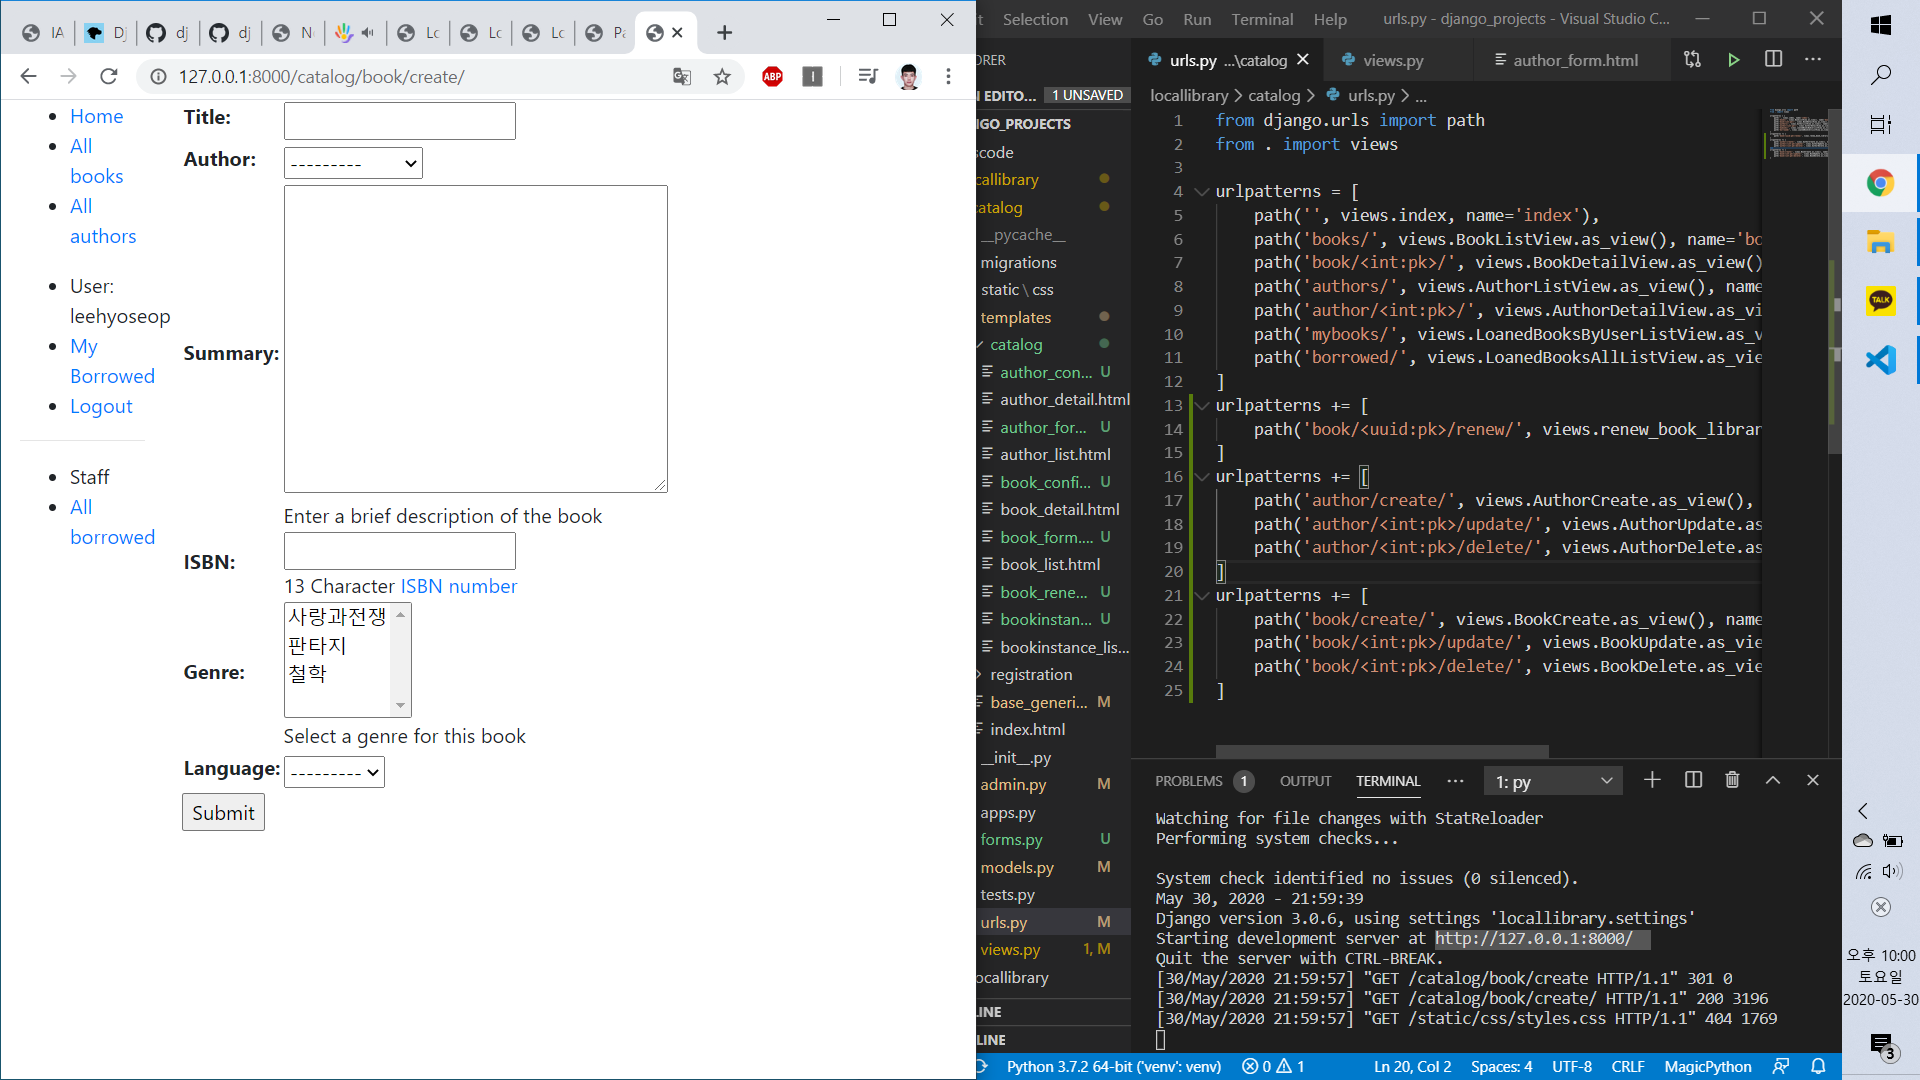 IA
Dj
dj
dj
N
Lo
Lo
Lo
Pa
127.0.0.1:8000/catalog/book/create/
ABP
Home
All books
All authors
User: leehyoseop
My Borrowed
Logout
Staff
All borrowed
Title:
Author:
---------
Summary:
Enter a brief description of the book
ISBN:
13 Character ISBN number
Genre:
사랑과전쟁
판타지
철학
Select a genre for this book
Language:
---------
Submit
t Selection View Go Run Terminal Help urls.py - django_projects - Visual Studio C...
ORER
N EDITO... 1 UNSAVED
NGO_PROJECTS
scode
callibrary
catalog
__pycache__
migrations
static \ css
templates
catalog
author_con... U
author_detail.html
author_for... U
author_list.html
book_confi... U
book_detail.html
book_form.... U
book_list.html
book_rene... U
bookinstan... U
bookinstance_lis...
registration
base_generi... M
index.html
__init__.py
admin.py M
apps.py
forms.py U
models.py M
tests.py
urls.py M
views.py 1, M
ocallibrary
LINE
LINE
urls.py ...\catalog views.py author_form.html
locallibrary > catalog > urls.py > ...
1 from django.urls import path
2 from . import views
3
4 urlpatterns = [
5 path('', views.index, name='index'),
6 path('books/', views.BookListView.as_view(), name='bo
7 path('book/<int:pk>/', views.BookDetailView.as_view()
8 path('authors/', views.AuthorListView.as_view(), name
9 path('author/<int:pk>/', views.AuthorDetailView.as_vi
10 path('mybooks/', views.LoanedBooksByUserListView.as_v
11 path('borrowed/', views.LoanedBooksAllListView.as_vie
12 ]
13 urlpatterns += [
14 path('book/<uuid:pk>/renew/', views.renew_book_librar
15 ]
16 urlpatterns += [
17 path('author/create/', views.AuthorCreate.as_view(),
18 path('author/<int:pk>/update/', views.AuthorUpdate.as
19 path('author/<int:pk>/delete/', views.AuthorDelete.as
20 ]
21 urlpatterns += [
22 path('book/create/', views.BookCreate.as_view(), name
23 path('book/<int:pk>/update/', views.BookUpdate.as_vie
24 path('book/<int:pk>/delete/', views.BookDelete.as_vie
25 ]
PROBLEMS 1 OUTPUT TERMINAL ... 1: py
Watching for file changes with StatReloader
Performing system checks...
System check identified no issues (0 silenced).
May 30, 2020 - 21:59:39
Django version 3.0.6, using settings 'locallibrary.settings'
Starting development server at http://127.0.0.1:8000/
Quit the server with CTRL-BREAK.
[30/May/2020 21:59:57] "GET /catalog/book/create HTTP/1.1" 301 0
[30/May/2020 21:59:57] "GET /catalog/book/create/ HTTP/1.1" 200 3196
[30/May/2020 21:59:57] "GET /static/css/styles.css HTTP/1.1" 404 1769
Python 3.7.2 64-bit ('venv': venv) 0 1 Ln 20, Col 2 Spaces: 4 UTF-8 CRLF MagicPython
TALK
오후 10:00
토요일
2020-05-30
3